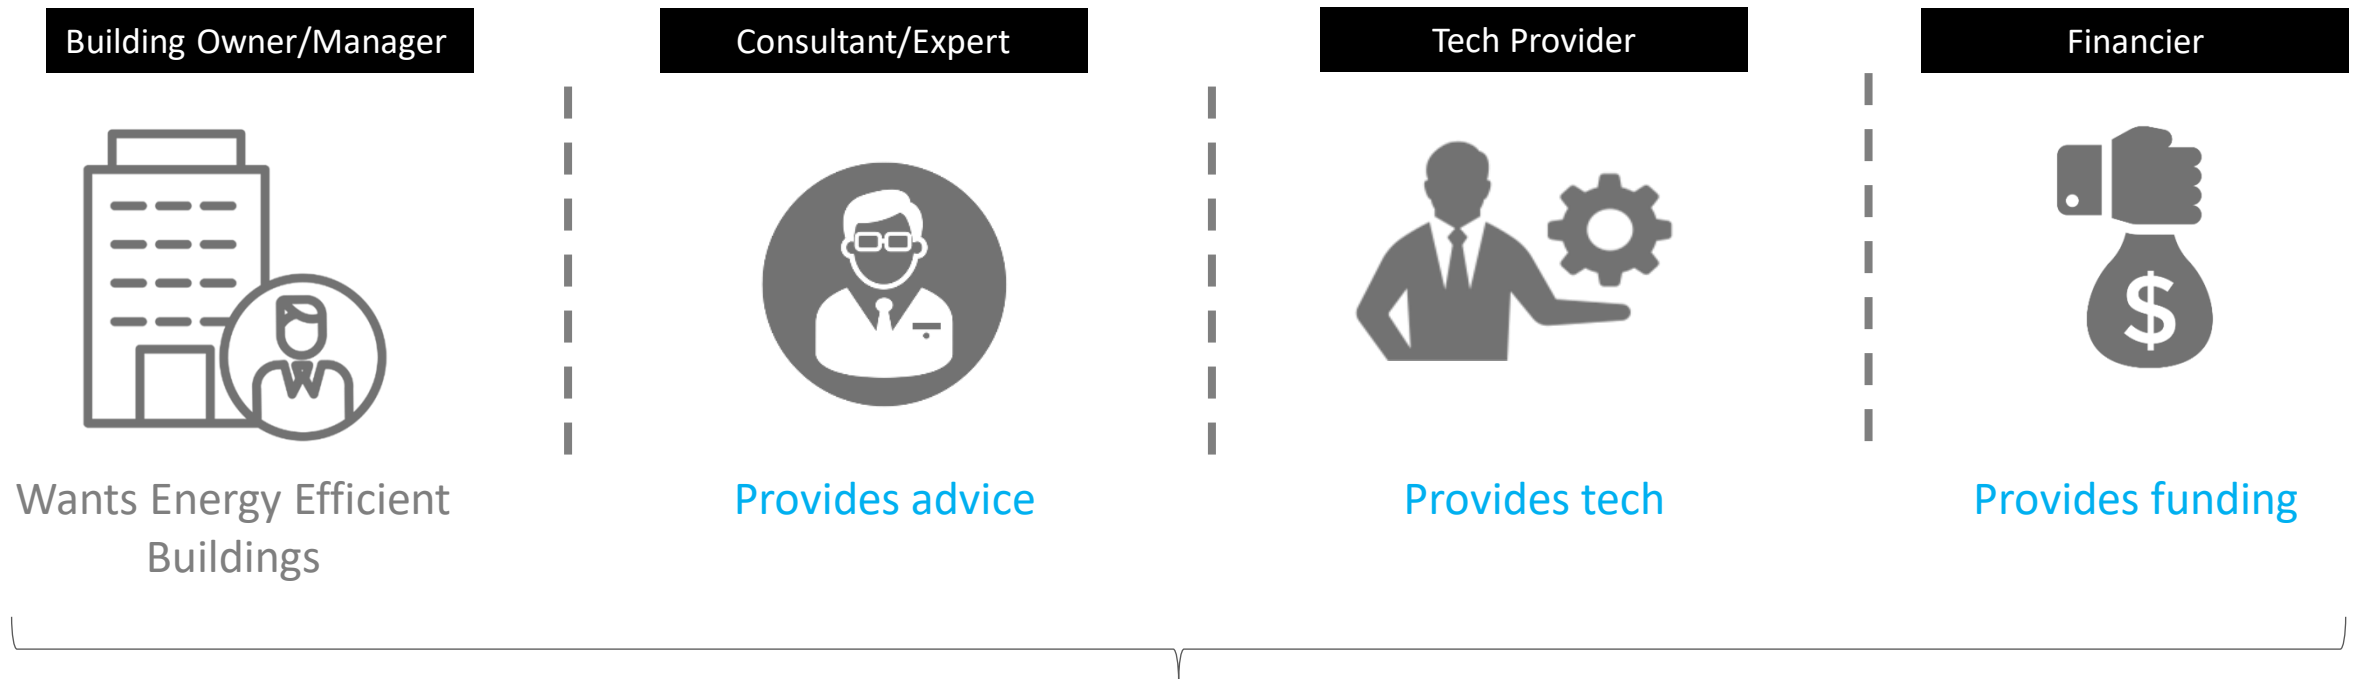 Building Owner/Manager
Consultant/Expert
Tech Provider
Financier
$
Wants Energy Efficient
Buildings
Provides advice
Provides tech
Provides funding